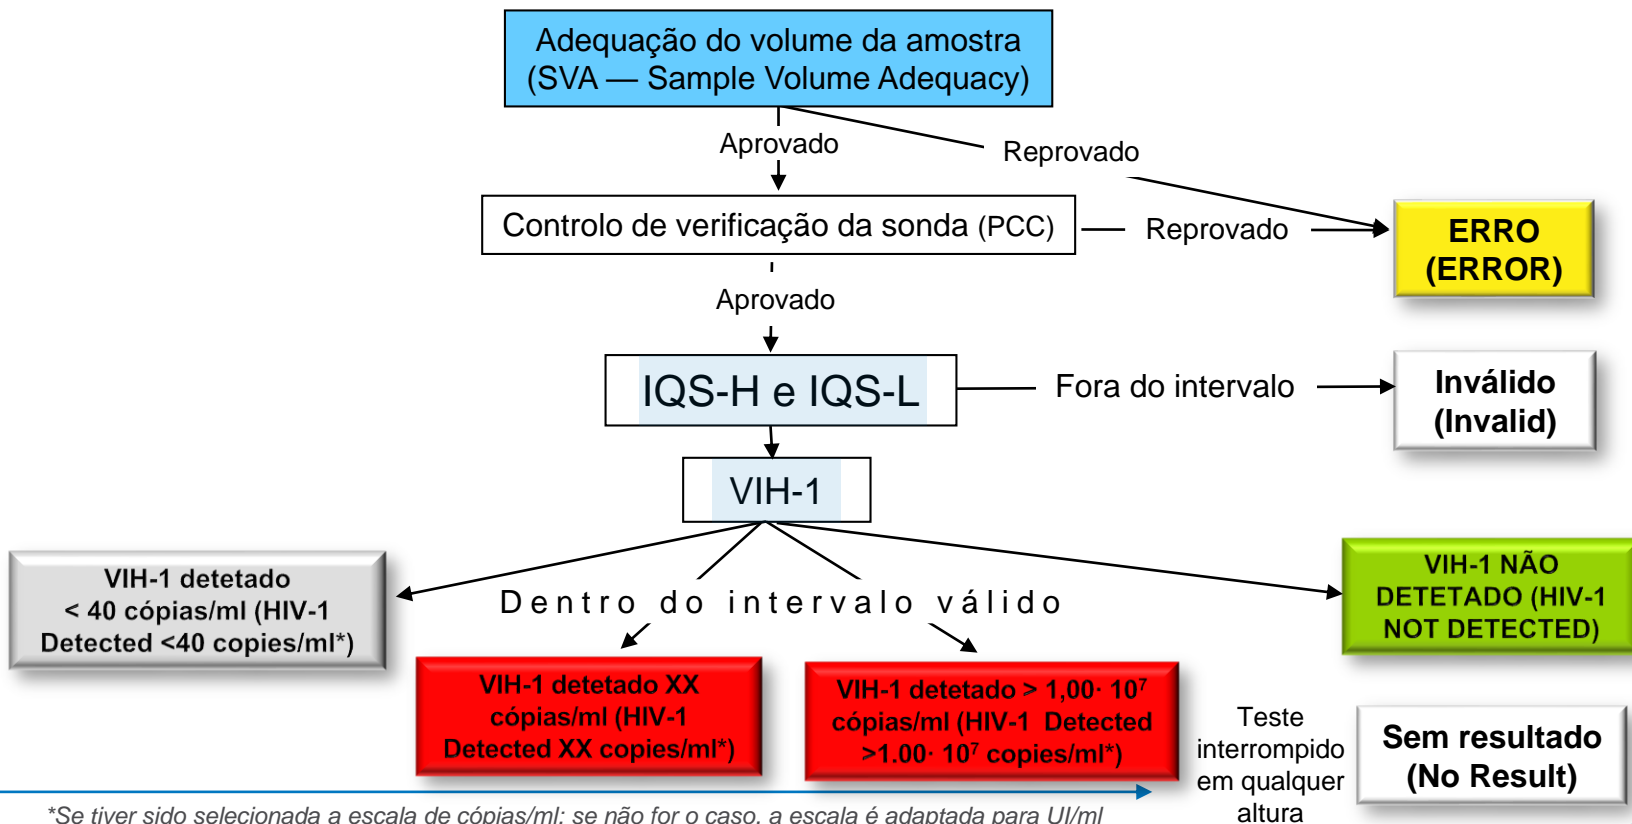 Adequação do volume da amostra
(SVA — Sample Volume Adequacy)
Aprovado
Reprovado
Controlo de verificação da sonda (PCC)
Reprovado
ERRO
(ERROR)
Aprovado
IQS-H e IQS-L
Fora do intervalo
Inválido
(Invalid)
VIH-1
VIH-1 detetado
< 40 cópias/ml (HIV-1
Detected <40 copies/ml*)
Dentro do intervalo válido
VIH-1 NÃO
DETETADO (HIV-1
NOT DETECTED)
VIH-1 detetado XX
cópias/ml (HIV-1
Detected XX copies/ml*)
VIH-1 detetado > 1,00· 10⁷
cópias/ml (HIV-1 Detected
>1.00· 10⁷ copies/ml*)
Teste
interrompido
em qualquer
altura
Sem resultado
(No Result)
*Se tiver sido selecionada a escala de cópias/ml; se não for o caso, a escala é adaptada para UI/ml